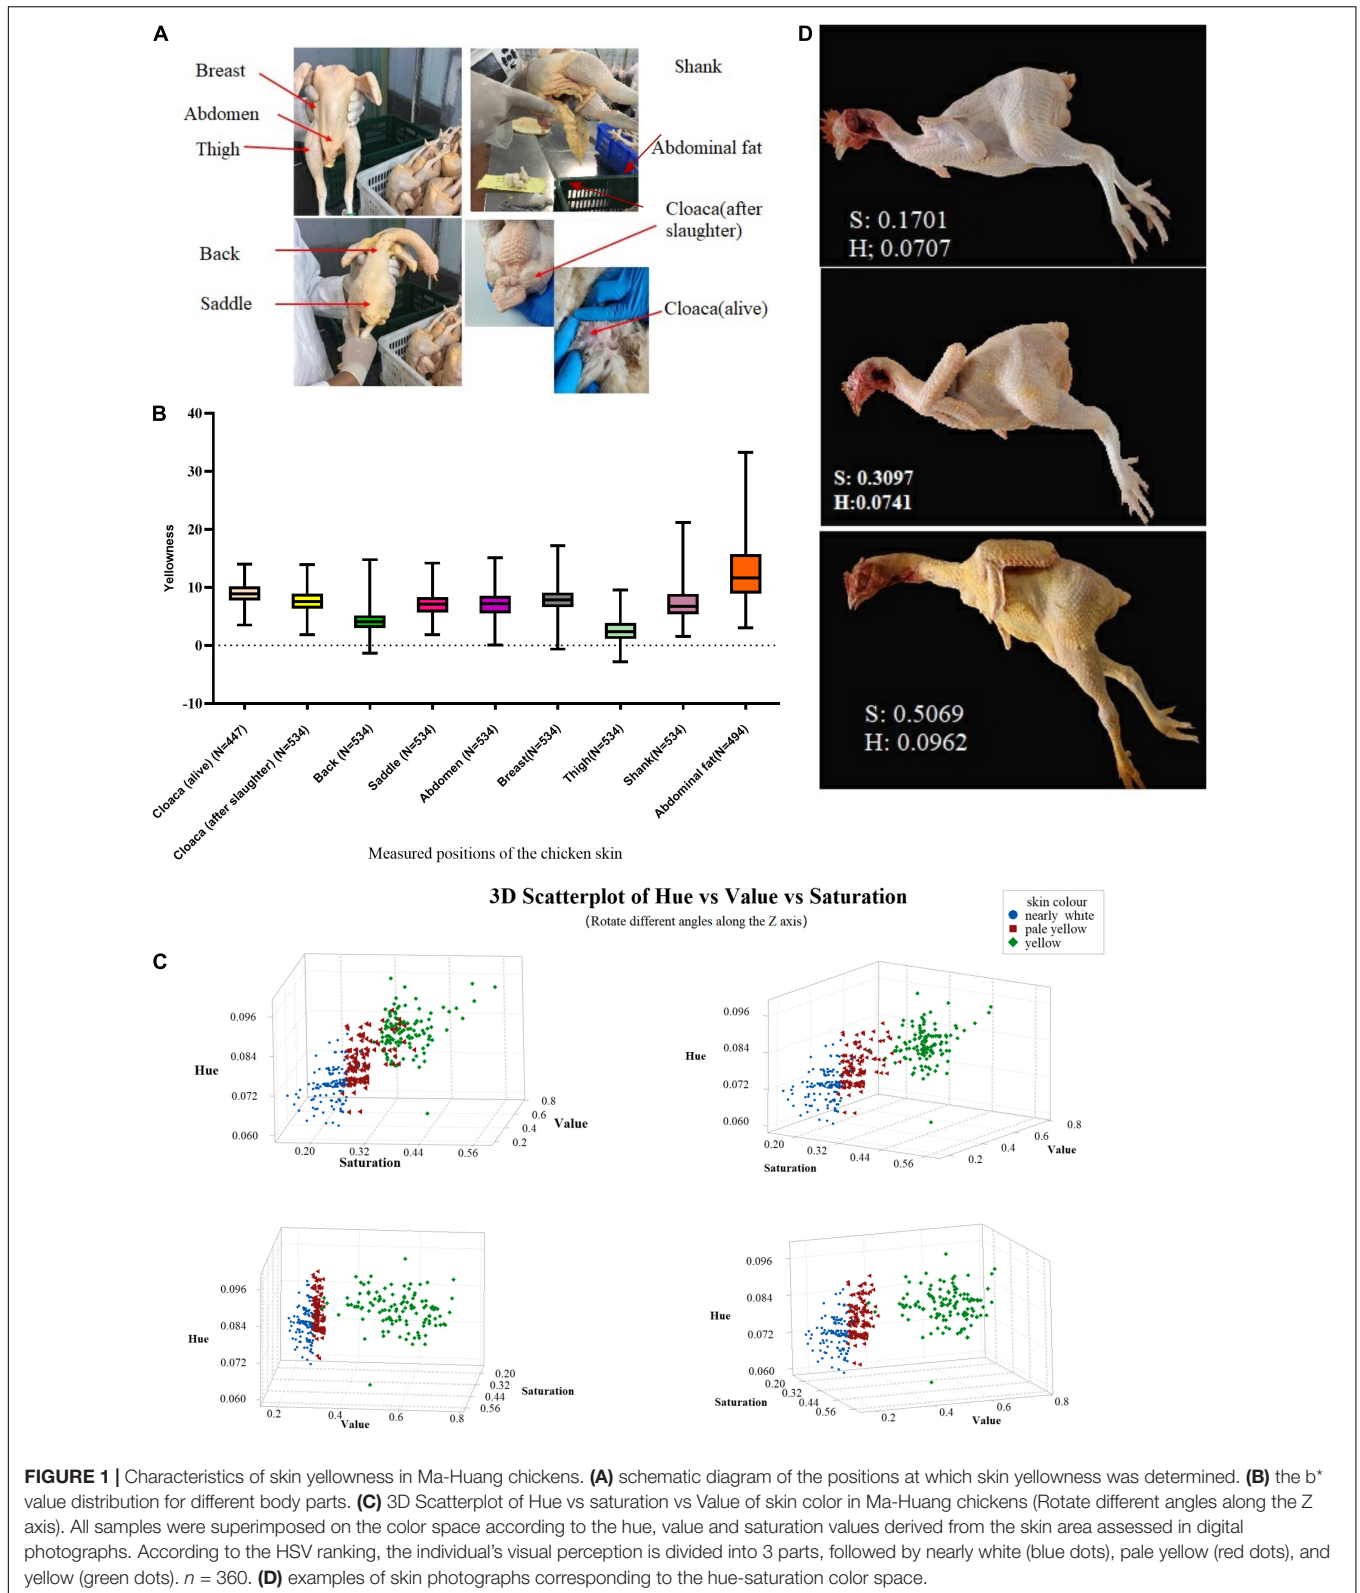 A
Breast
Abdomen
Thigh
Back
Saddle
Shank
Abdominal fat
Cloaca(after
slaughter)
Cloaca(alive)
D
S: 0.1701
H; 0.0707
S: 0.3097
H:0.0741
S: 0.5069
H: 0.0962
B
40
30
20
10
0
-10
Yellowness
Cloaca (alive) (N=447)
Cloaca (after slaughter) (N=534)
Back (N=534)
Saddle (N=534)
Abdomen (N=534)
Breast(N=534)
Thigh(N=534)
Shank(N=534)
Abdominal fat(N=494)
Measured positions of the chicken skin
3D Scatterplot of Hue vs Value vs Saturation
(Rotate different angles along the Z axis)
skin colour
nearly white
pale yellow
yellow
C
0.096
0.084
Hue
0.072
0.060
0.20
0.32
0.44
0.56
Saturation
0.2
0.4
0.6
0.8
Value
0.096
Hue
0.084
0.072
0.060
0.20
0.32
0.44
0.56
Saturation
0.2
0.4
0.6
0.8
Value
0.096
0.084
Hue
0.072
0.060
0.2
0.4
0.6
0.8
Value
0.20
0.32
0.44
0.56
Saturation
0.096
0.084
Hue
0.072
0.060
0.20
0.32
0.44
0.56
Saturation
0.2
0.4
0.6
0.8
Value
FIGURE 1 | Characteristics of skin yellowness in Ma-Huang chickens. (A) schematic diagram of the positions at which skin yellowness was determined. (B) the b*
value distribution for different body parts. (C) 3D Scatterplot of Hue vs saturation vs Value of skin color in Ma-Huang chickens (Rotate different angles along the Z
axis). All samples were superimposed on the color space according to the hue, value and saturation values derived from the skin area assessed in digital
photographs. According to the HSV ranking, the individual's visual perception is divided into 3 parts, followed by nearly white (blue dots), pale yellow (red dots), and
yellow (green dots). n = 360. (D) examples of skin photographs corresponding to the hue-saturation color space.